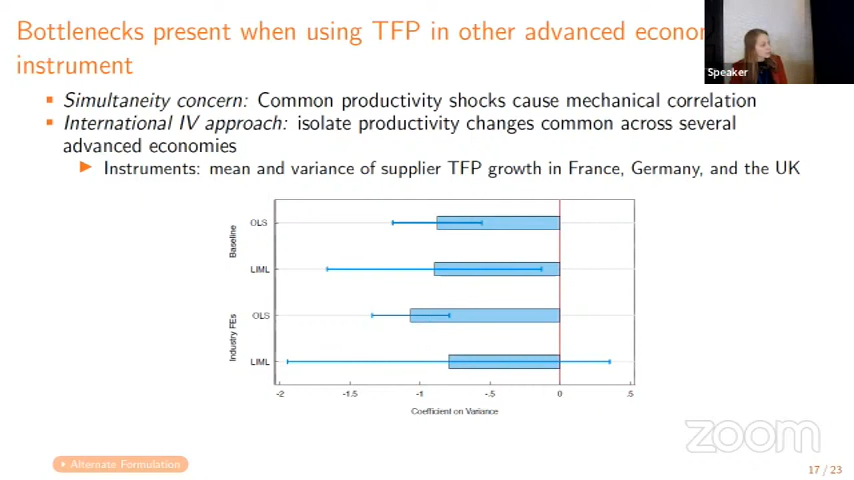 Bottlenecks present when using TFP in other advanced econo
instrument
Speaker
Simultaneity concern: Common productivity shocks cause mechanical correlation
International IV approach: isolate productivity changes common across several
advanced economies
Instruments: mean and variance of supplier TFP growth in France, Germany, and the UK
Baseline
OLS
LIML
Industry FEs
OLS
LIML
-2 -1.5 -1 -.5 0 .5
Coefficient on Variance
zoom
Alternate Formulation
17 / 23